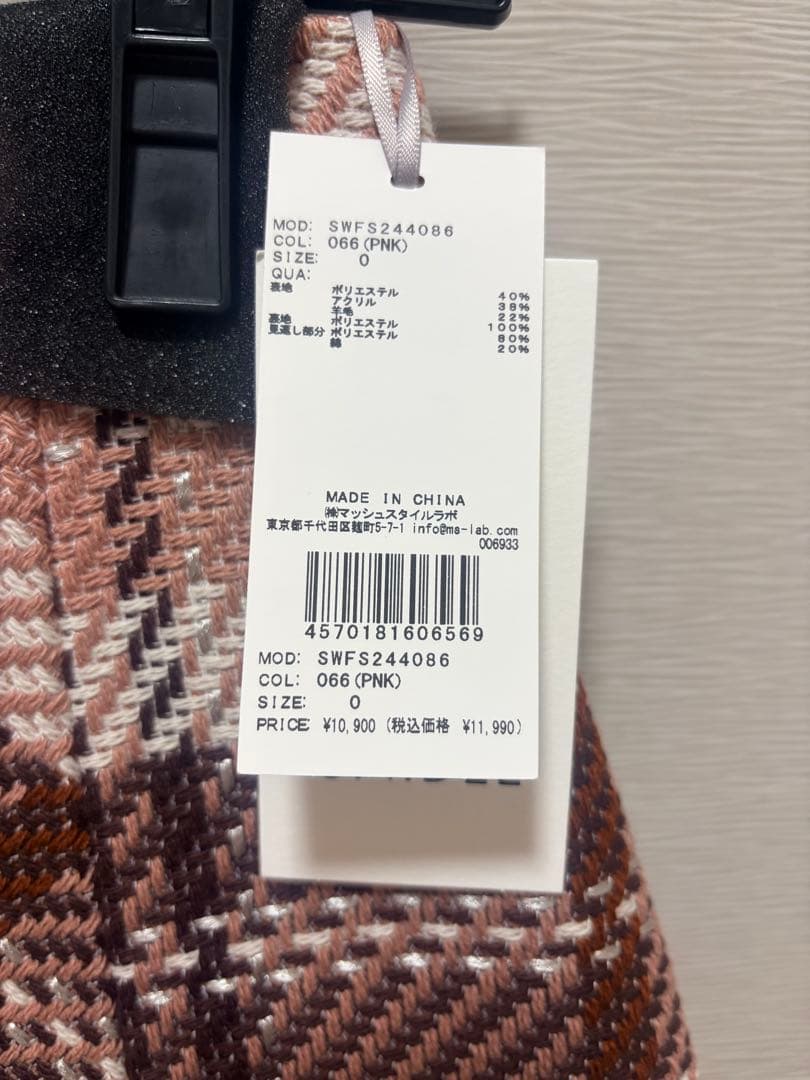 MOD: SWFS244086
COL: 066(PNK)
SIZE: 0
QUA:
表地 ポリエステル 40%
アクリル 38%
羊毛 22%
裏地 ポリエステル 100%
見返し部分 ポリエステル 80%
綿 20%
MADE IN CHINA
㈱マッシュスタイルラボ
東京都千代田区麹町5-7-1 info@ms-lab.com
006933
4570181606569
MOD: SWFS244086
COL: 066(PNK)
SIZE: 0
PRICE: ¥10,900 (税込価格 ¥11,990)